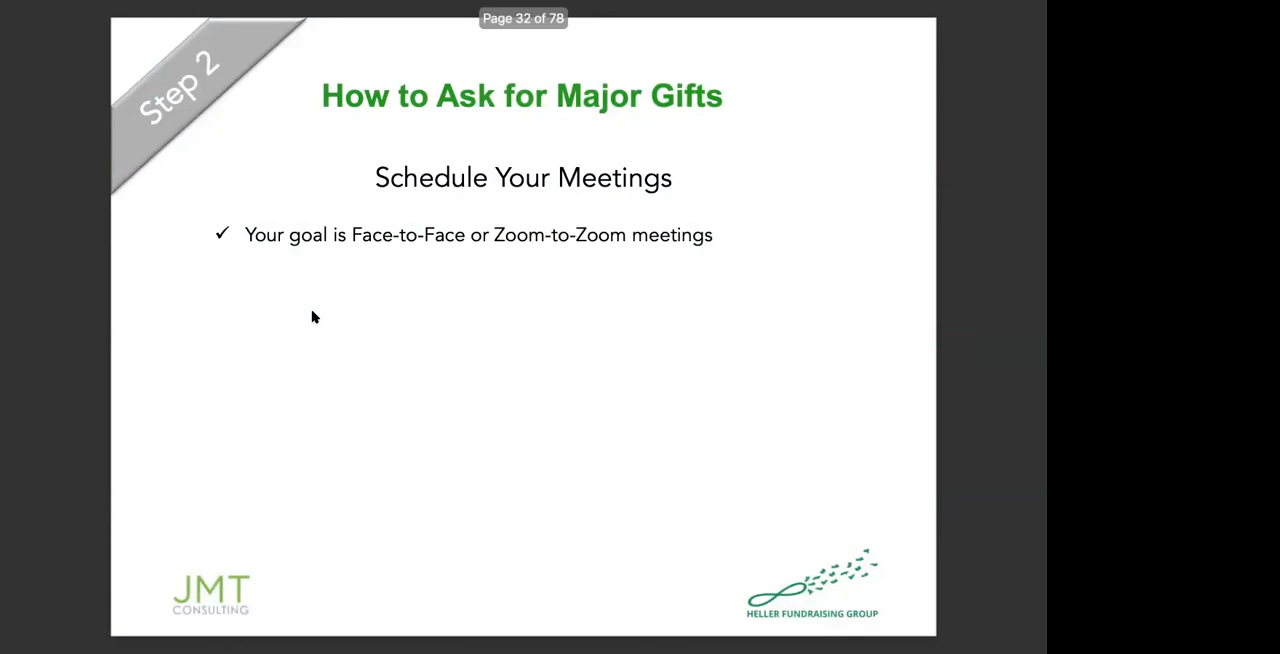 Page 32 of 78
Step 2
How to Ask for Major Gifts
Schedule Your Meetings
✓ Your goal is Face-to-Face or Zoom-to-Zoom meetings
JMT
CONSULTING
HELLER FUNDRAISING GROUP